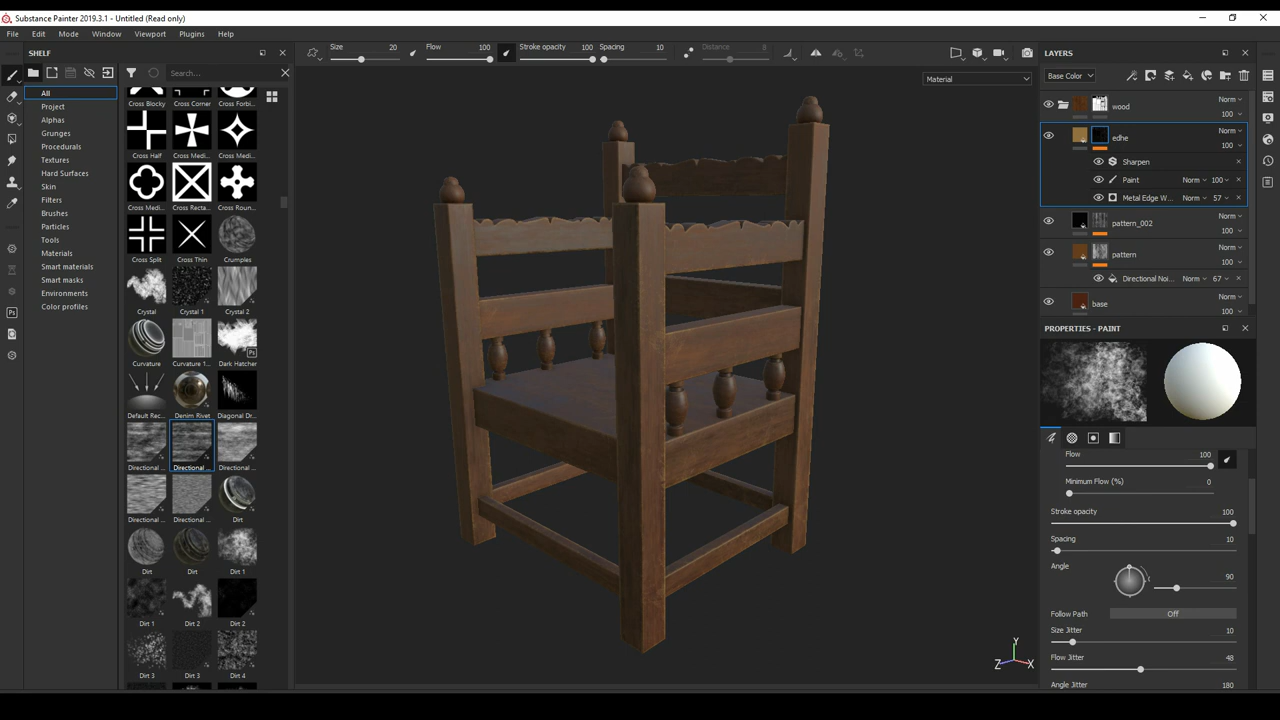 Substance Painter 2019.3.1 - Untitled (Read only)
File Edit Mode Window Viewport Plugins Help
SHELF
Size 20 Flow 100 Stroke opacity 100 Spacing 10 Distance 8
Search...
Material
All
Project
Alphas
Grunges
Procedurals
Textures
Hard Surfaces
Skin
Filters
Brushes
Particles
Tools
Materials
Smart materials
Smart masks
Environments
Color profiles
Cross Blocky Cross Corner Cross Forbi...
Cross Half Cross Medi... Cross Medi...
Cross Medi... Cross Recta... Cross Roun...
Cross Split Cross Thin Crumples
Crystal Crystal 1 Crystal 2
Curvature Curvature 1... Dark Hatcher
Default Rec... Denim Rivet Diagonal Dr...
Directional ... Directional ... Directional ...
Directional ... Directional ... Dirt
Dirt Dirt Dirt 1
Dirt 1 Dirt 2 Dirt 2
Dirt 3 Dirt 3 Dirt 4
Ps
Ps
Y
Z X
LAYERS
Base Color
wood Norm
100
edhe Norm
100
Sharpen
Paint Norm 100
Metal Edge W... Norm 57
pattern_002 Norm
100
pattern Norm
100
Directional Noi... Norm 67
base Norm
100
PROPERTIES - PAINT
Flow 100
Minimum Flow (%) 0
Stroke opacity 100
Spacing 10
Angle
90
Follow Path Off
Size Jitter 10
Flow Jitter 48
Angle Jitter 180